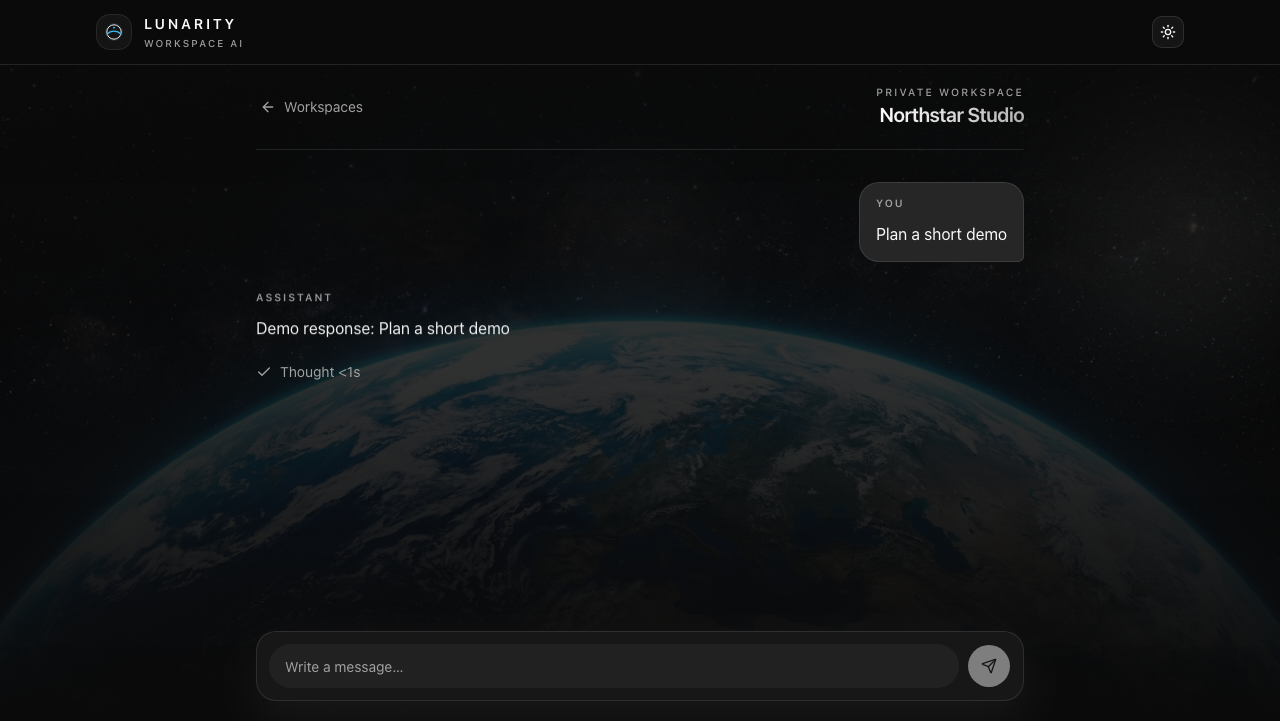 LUNARITY
WORKSPACE AI
Workspaces
PRIVATE WORKSPACE
Northstar Studio
YOU
Plan a short demo
ASSISTANT
Demo response: Plan a short demo
Thought <1s
Write a message...